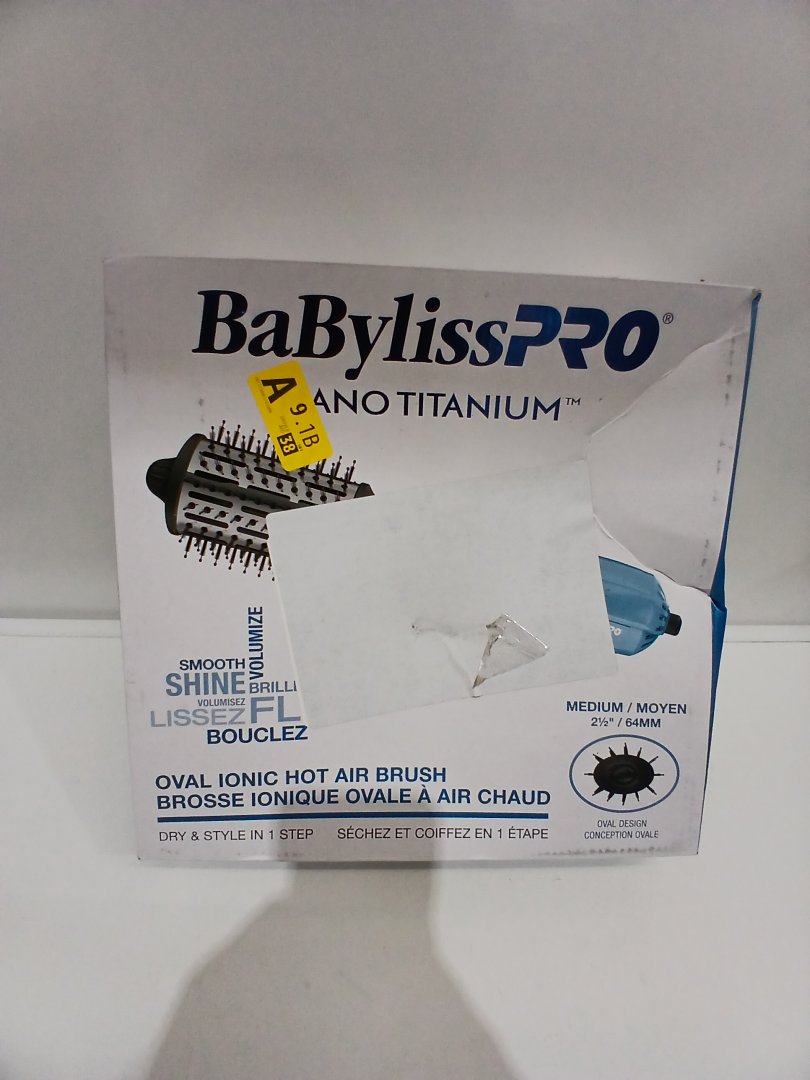 BaBylissPRO®
ANO TITANIUM™
A
9.1B
38
VOLUMIZE
SMOOTH
SHINE
BRILLI
VOLUMISEZ
LISSEZ
FL
BOUCLEZ
PRO
MEDIUM / MOYEN
2½" / 64MM
OVAL IONIC HOT AIR BRUSH
BROSSE IONIQUE OVALE À AIR CHAUD
DRY & STYLE IN 1 STEP SÉCHEZ ET COIFFEZ EN 1 ÉTAPE
OVAL DESIGN
CONCEPTION OVALE